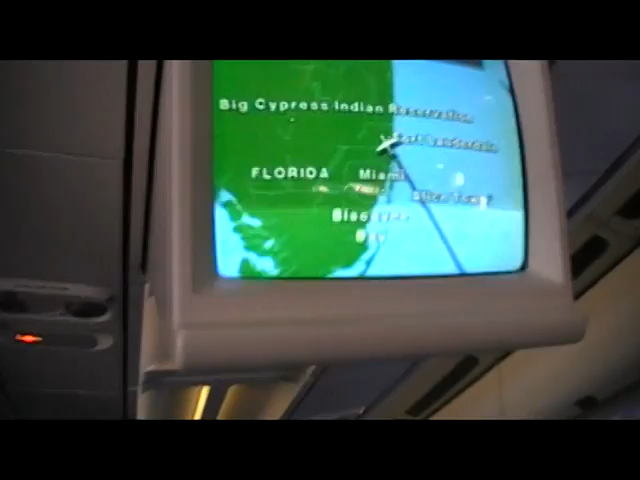 Big Cypress Indian Reservation
Fort Lauderdale
FLORIDA
Miami
Biscayne
Bay